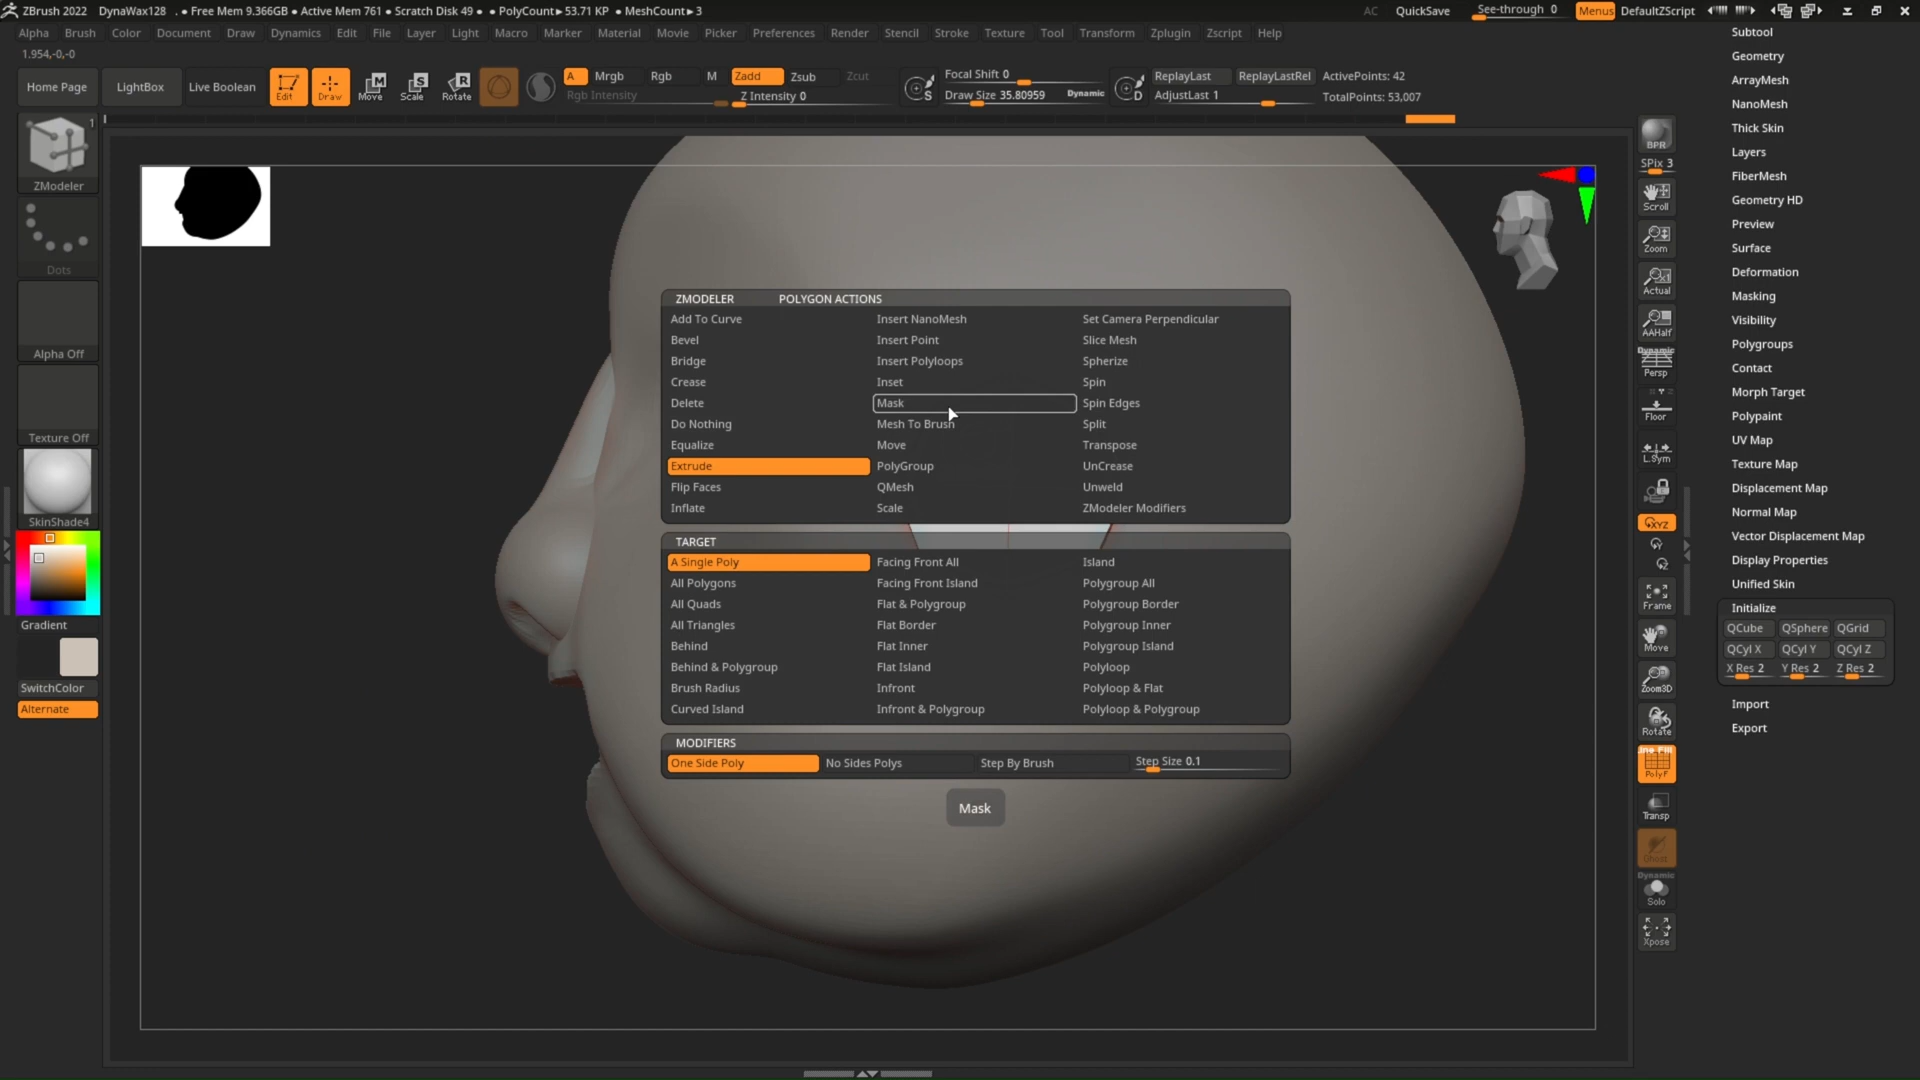 ZBrush 2022 DynaWax128 . • Free Mem 9.366GB • Active Mem 761 • Scratch Disk 49 • • PolyCount▸53.71 KP • MeshCount▸3 AC QuickSave See-through 0 Menus DefaultZScript
Alpha Brush Color Document Draw Dynamics Edit File Layer Light Macro Marker Material Movie Picker Preferences Render Stencil Stroke Texture Tool Transform Zplugin Zscript Help
1.954,-0,-0
Home Page LightBox Live Boolean Edit Draw Move Scale Rotate
A Mrgb Rgb M Zadd Zsub Zcut
Rgb Intensity Z Intensity 0
S Focal Shift 0
Draw Size 35.80959 Dynamic
D ReplayLast ReplayLastRel ActivePoints: 42
AdjustLast 1 TotalPoints: 53,007
1
ZModeler
Dots
Alpha Off
Texture Off
SkinShade4
Gradient
SwitchColor
Alternate
ZMODELER POLYGON ACTIONS
Add To Curve Insert NanoMesh Set Camera Perpendicular
Bevel Insert Point Slice Mesh
Bridge Insert Polyloops Spherize
Crease Inset Spin
Delete Mask Spin Edges
Do Nothing Mesh To Brush Split
Equalize Move Transpose
Extrude PolyGroup UnCrease
Flip Faces QMesh Unweld
Inflate Scale ZModeler Modifiers
TARGET
A Single Poly Facing Front All Island
All Polygons Facing Front Island Polygroup All
All Quads Flat & Polygroup Polygroup Border
All Triangles Flat Border Polygroup Inner
Behind Flat Inner Polygroup Island
Behind & Polygroup Flat Island Polyloop
Brush Radius Infront Polyloop & Flat
Curved Island Infront & Polygroup Polyloop & Polygroup
MODIFIERS
One Side Poly No Sides Polys Step By Brush Step Size 0.1
Mask
BPR
SPix 3
Scroll
Zoom
Actual
AAHalf
Dynamic
Persp
Floor
L.Sym
XYZ
Frame
Move
Zoom3D
Rotate
Line Fill
PolyF
Transp
Ghost
Dynamic
Solo
Xpose
Subtool
Geometry
ArrayMesh
NanoMesh
Thick Skin
Layers
FiberMesh
Geometry HD
Preview
Surface
Deformation
Masking
Visibility
Polygroups
Contact
Morph Target
Polypaint
UV Map
Texture Map
Displacement Map
Normal Map
Vector Displacement Map
Display Properties
Unified Skin
Initialize
QCube QSphere QGrid
QCyl X QCyl Y QCyl Z
X Res 2 Y Res 2 Z Res 2
Import
Export